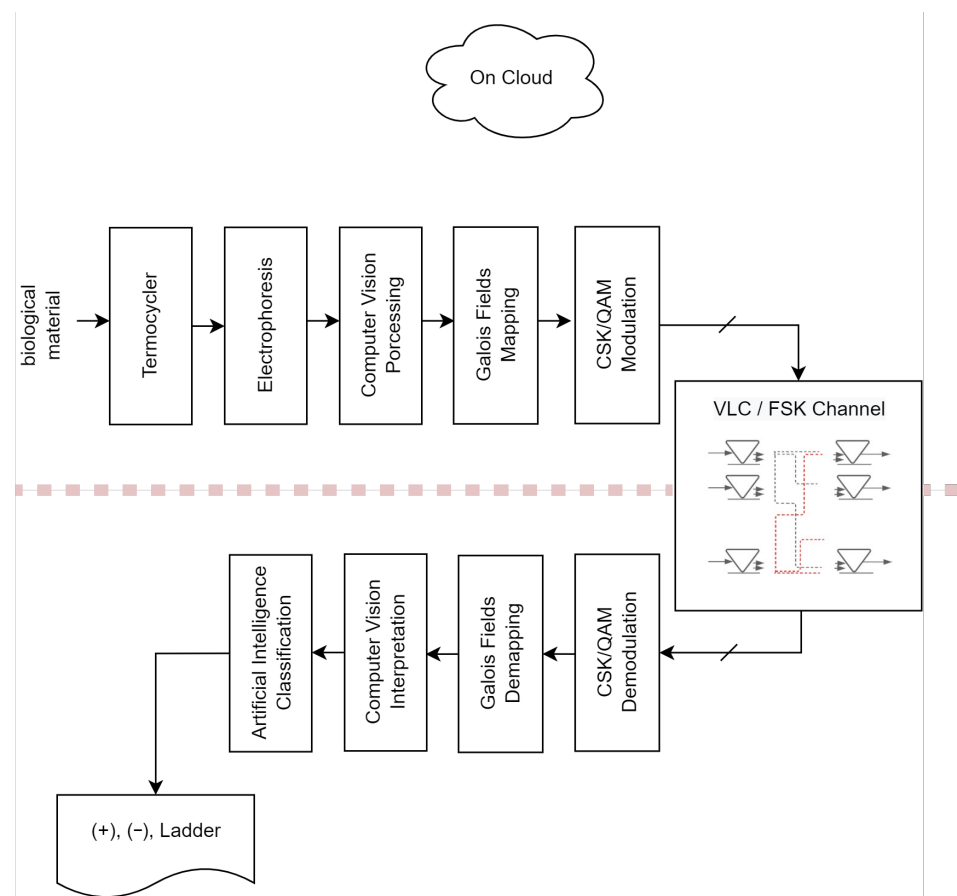 On Cloud
biological
material
Termocycler
Electrophoresis
Computer Vision
Porcessing
Galois Fields
Mapping
CSK/QAM
Modulation
VLC / FSK Channel
Artificial Intelligence
Classification
Computer Vision
Interpretation
Galois Fields
Demapping
CSK/QAM
Demodulation
(+), (−), Ladder